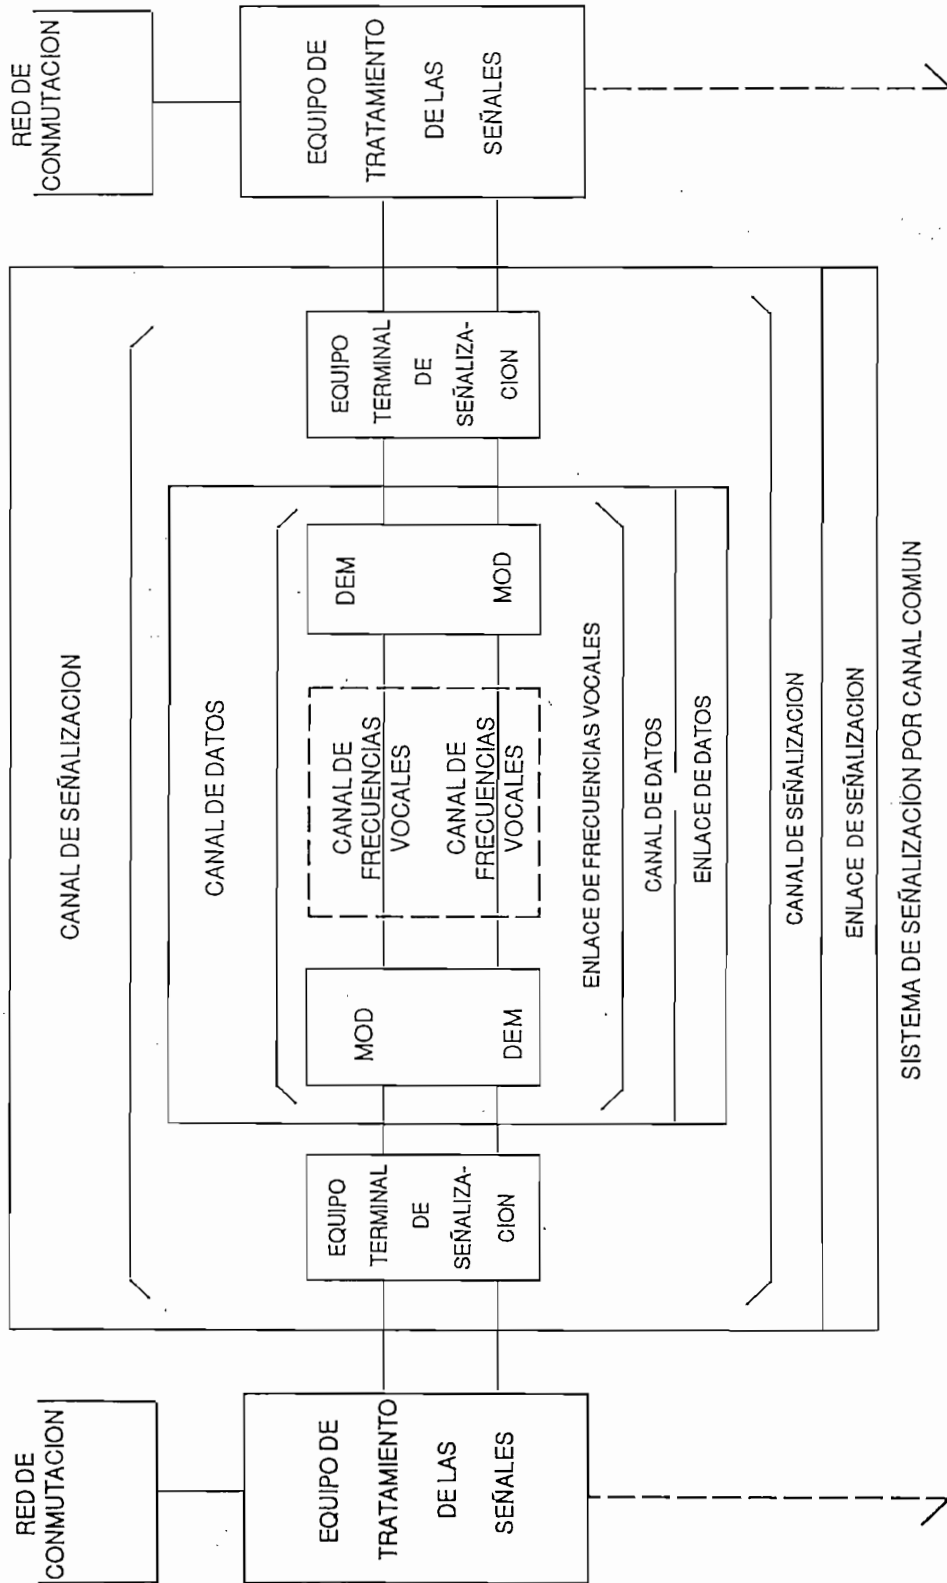 RED DE
CONMUTACION
EQUIPO DE
TRATAMIENTO
DE LAS
SEÑALES
CANAL DE SEÑALIZACION
EQUIPO
TERMINAL
DE
SEÑALIZA-
CION
CANAL DE DATOS
MOD
DEM
CANAL DE
FRECUENCIAS
VOCALES
CANAL DE
FRECUENCIAS
VOCALES
DEM
MOD
ENLACE DE FRECUENCIAS VOCALES
CANAL DE DATOS
ENLACE DE DATOS
EQUIPO
TERMINAL
DE
SEÑALIZA-
CION
CANAL DE SEÑALIZACION
ENLACE DE SEÑALIZACION
RED DE
CONMUTACION
EQUIPO DE
TRATAMIENTO
DE LAS
SEÑALES
SISTEMA DE SEÑALIZACION POR CANAL COMUN